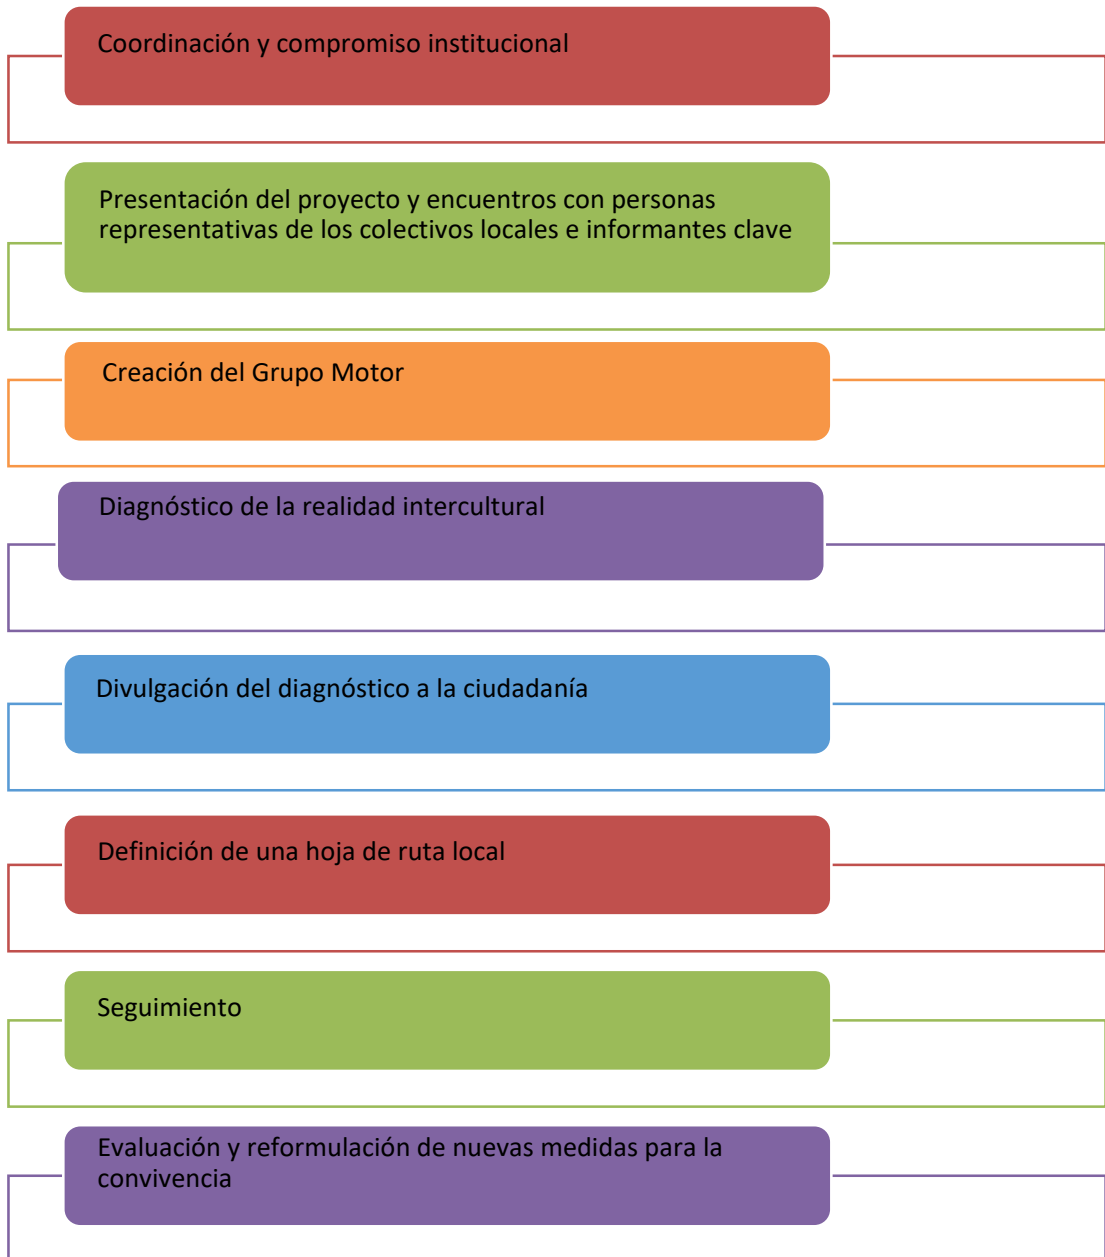 Coordinación y compromiso institucional
Presentación del proyecto y encuentros con personas
representativas de los colectivos locales e informantes clave
Creación del Grupo Motor
Diagnóstico de la realidad intercultural
Divulgación del diagnóstico a la ciudadanía
Definición de una hoja de ruta local
Seguimiento
Evaluación y reformulación de nuevas medidas para la
convivencia